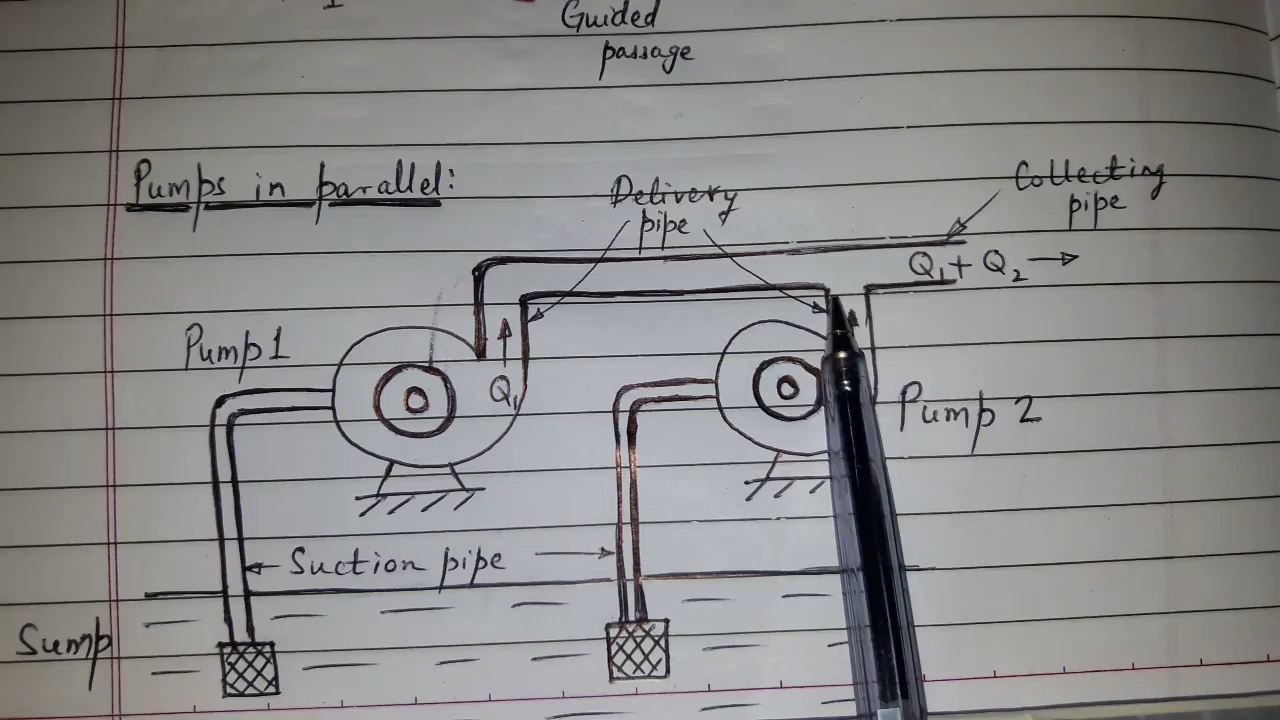 Guided
passage
Pumps in parallel:
Delivery
pipe
Collecting
pipe
Q₁ + Q₂ →
Pump 1
Q₁
Pump 2
Suction pipe
Sump